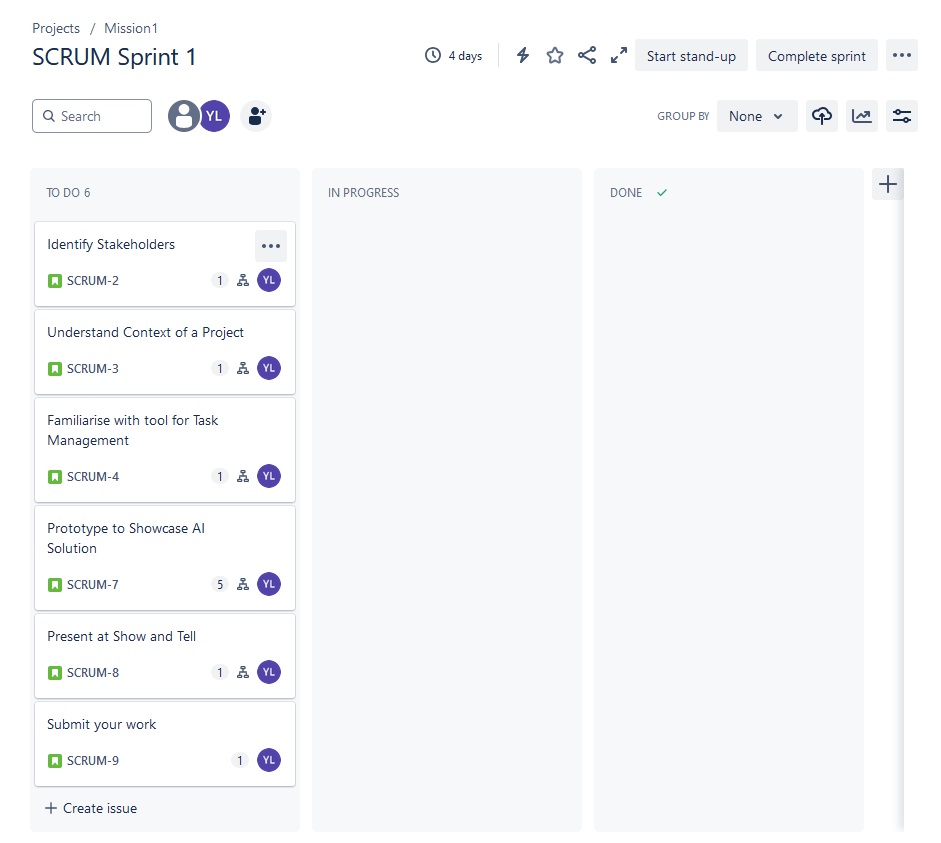 Projects / Mission1
SCRUM Sprint 1
4 days
Start stand-up
Complete sprint
Search
YL
GROUP BY
None
TO DO 6
Identify Stakeholders
SCRUM-2
1
YL
Understand Context of a Project
SCRUM-3
1
YL
Familiarise with tool for Task
Management
SCRUM-4
1
YL
Prototype to Showcase AI
Solution
SCRUM-7
5
YL
Present at Show and Tell
SCRUM-8
1
YL
Submit your work
SCRUM-9
1
YL
Create issue
IN PROGRESS
DONE